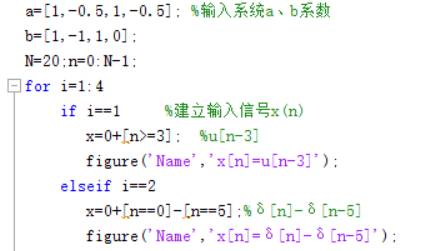 a=[1,-0.5,1,-0.5]; %输入系统a、b系数
b=[1,-1,1,0];
N=20;n=0:N-1;
for i=1:4
if i==1 %建立输入信号x(n)
x=0+[n>=3]; %u[n-3]
figure('Name','x[n]=u[n-3]');
elseif i==2
x=0+[n==0]-[n==5];%δ[n]-δ[n-5]
figure('Name','x[n]=δ[n]-δ[n-5]');